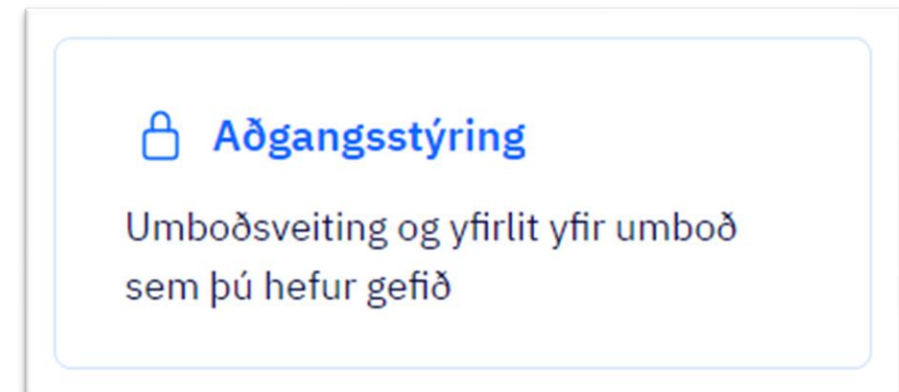 Aðgangsstýring
Umboðsveiting og yfirlit yfir umboð
sem þú hefur gefið